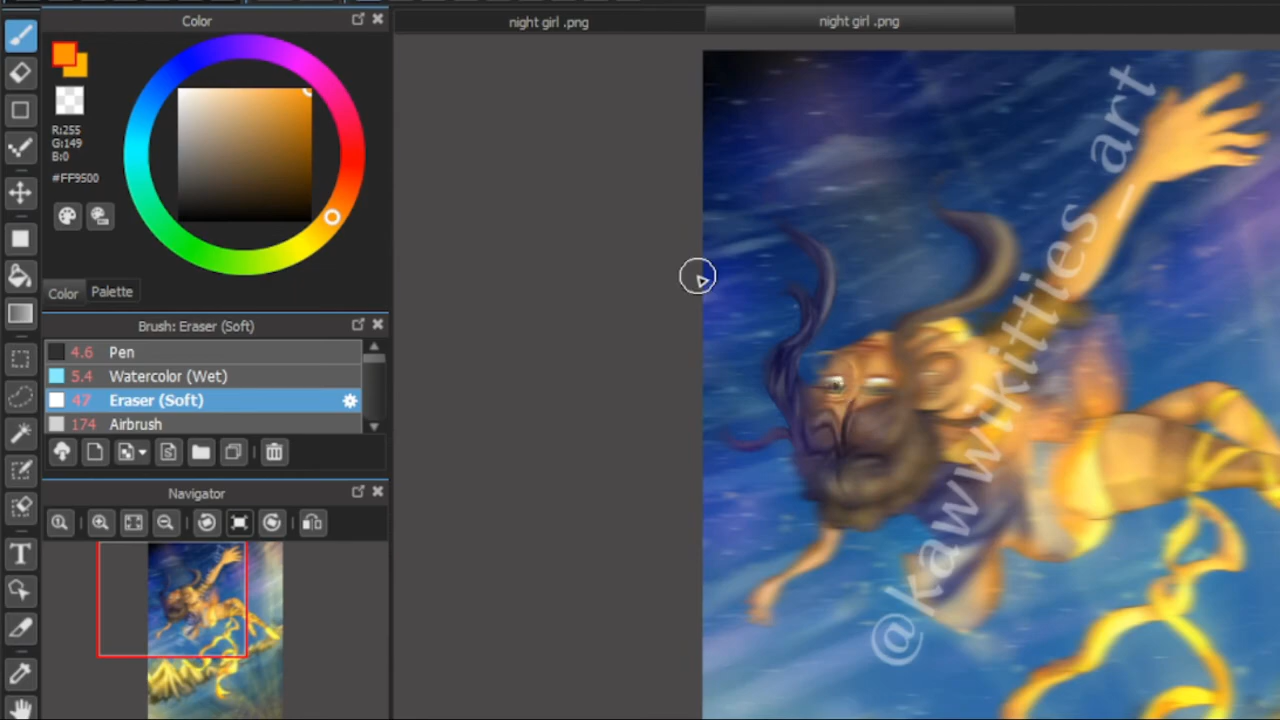 Color
night girl .png
night girl .png
R:255
G:149
B:0
#FF9500
Color
Palette
Brush: Eraser (Soft)
4.6 Pen
5.4 Watercolor (Wet)
47 Eraser (Soft)
174 Airbrush
Navigator
T
@kawwikitties_art